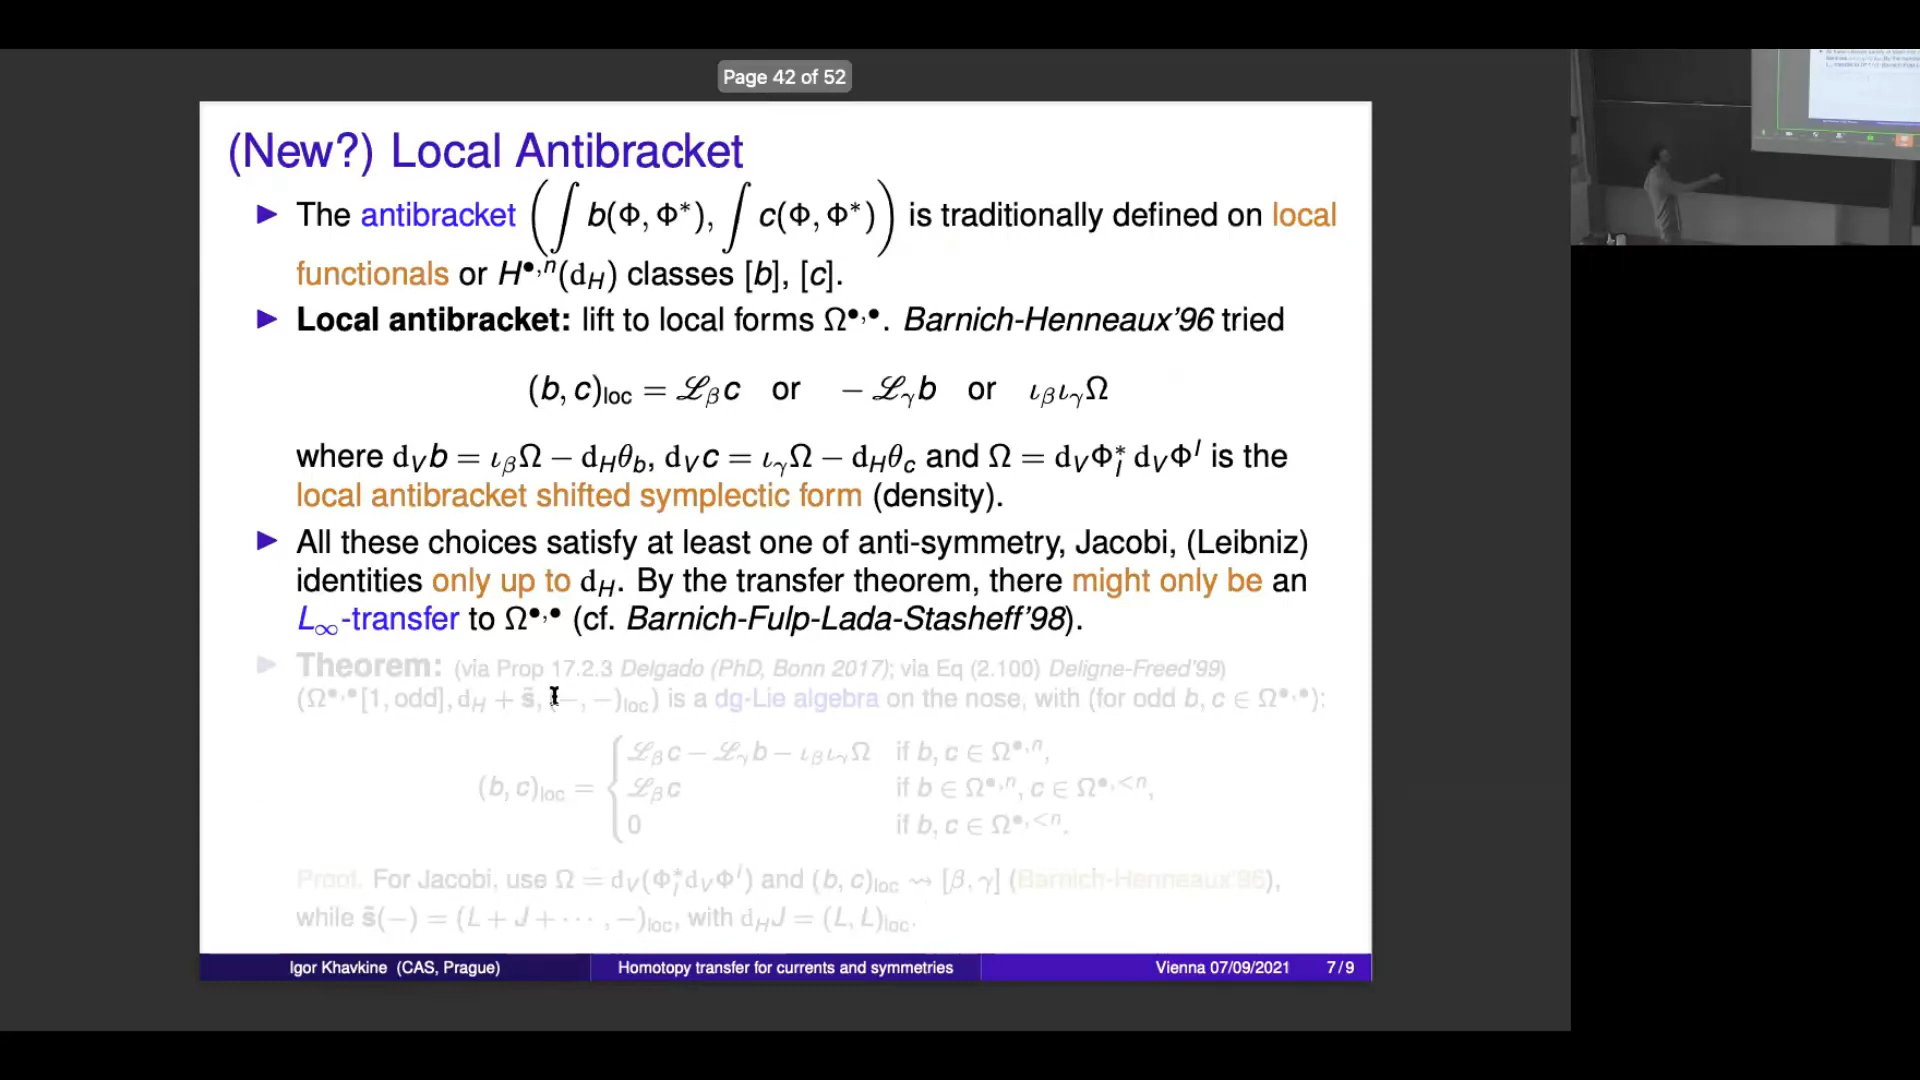 Page 42 of 52
(New?) Local Antibracket
▶ The antibracket (∫ b(Φ, Φ*), ∫ c(Φ, Φ*)) is traditionally defined on local
functionals or H^{•,n}(d_H) classes [b], [c].
▶ Local antibracket: lift to local forms Ω^{•,•}. Barnich-Henneaux'96 tried
(b, c)_loc = ℒ_β c or − ℒ_γ b or ι_β ι_γ Ω
where d_V b = ι_β Ω − d_H θ_b, d_V c = ι_γ Ω − d_H θ_c and Ω = d_V Φ*_I d_V Φ^I is the
local antibracket shifted symplectic form (density).
▶ All these choices satisfy at least one of anti-symmetry, Jacobi, (Leibniz)
identities only up to d_H. By the transfer theorem, there might only be an
L_∞-transfer to Ω^{•,•} (cf. Barnich-Fulp-Lada-Stasheff'98).
▶ Theorem: (via Prop 17.2.3 Delgado (PhD, Bonn 2017); via Eq (2.100) Deligne-Freed'99)
(Ω^{•,•}[1, odd], d_H + s̃, (−, −)_loc) is a dg-Lie algebra on the nose, with (for odd b, c ∈ Ω^{•,•}):
ℒ_β c − ℒ_γ b − ι_β ι_γ Ω if b, c ∈ Ω^{•,n},
(b, c)_loc = { ℒ_β c if b ∈ Ω^{•,n}, c ∈ Ω^{•,<n},
0 if b, c ∈ Ω^{•,<n}.
Proof. For Jacobi, use Ω = d_V(Φ*_I d_V Φ^I) and (b, c)_loc ⇝ [β, γ] (Barnich-Henneaux'96),
while s̃(−) = (L + J + ⋯ , −)_loc, with d_H J = (L, L)_loc.
Igor Khavkine (CAS, Prague) Homotopy transfer for currents and symmetries Vienna 07/09/2021 7 / 9